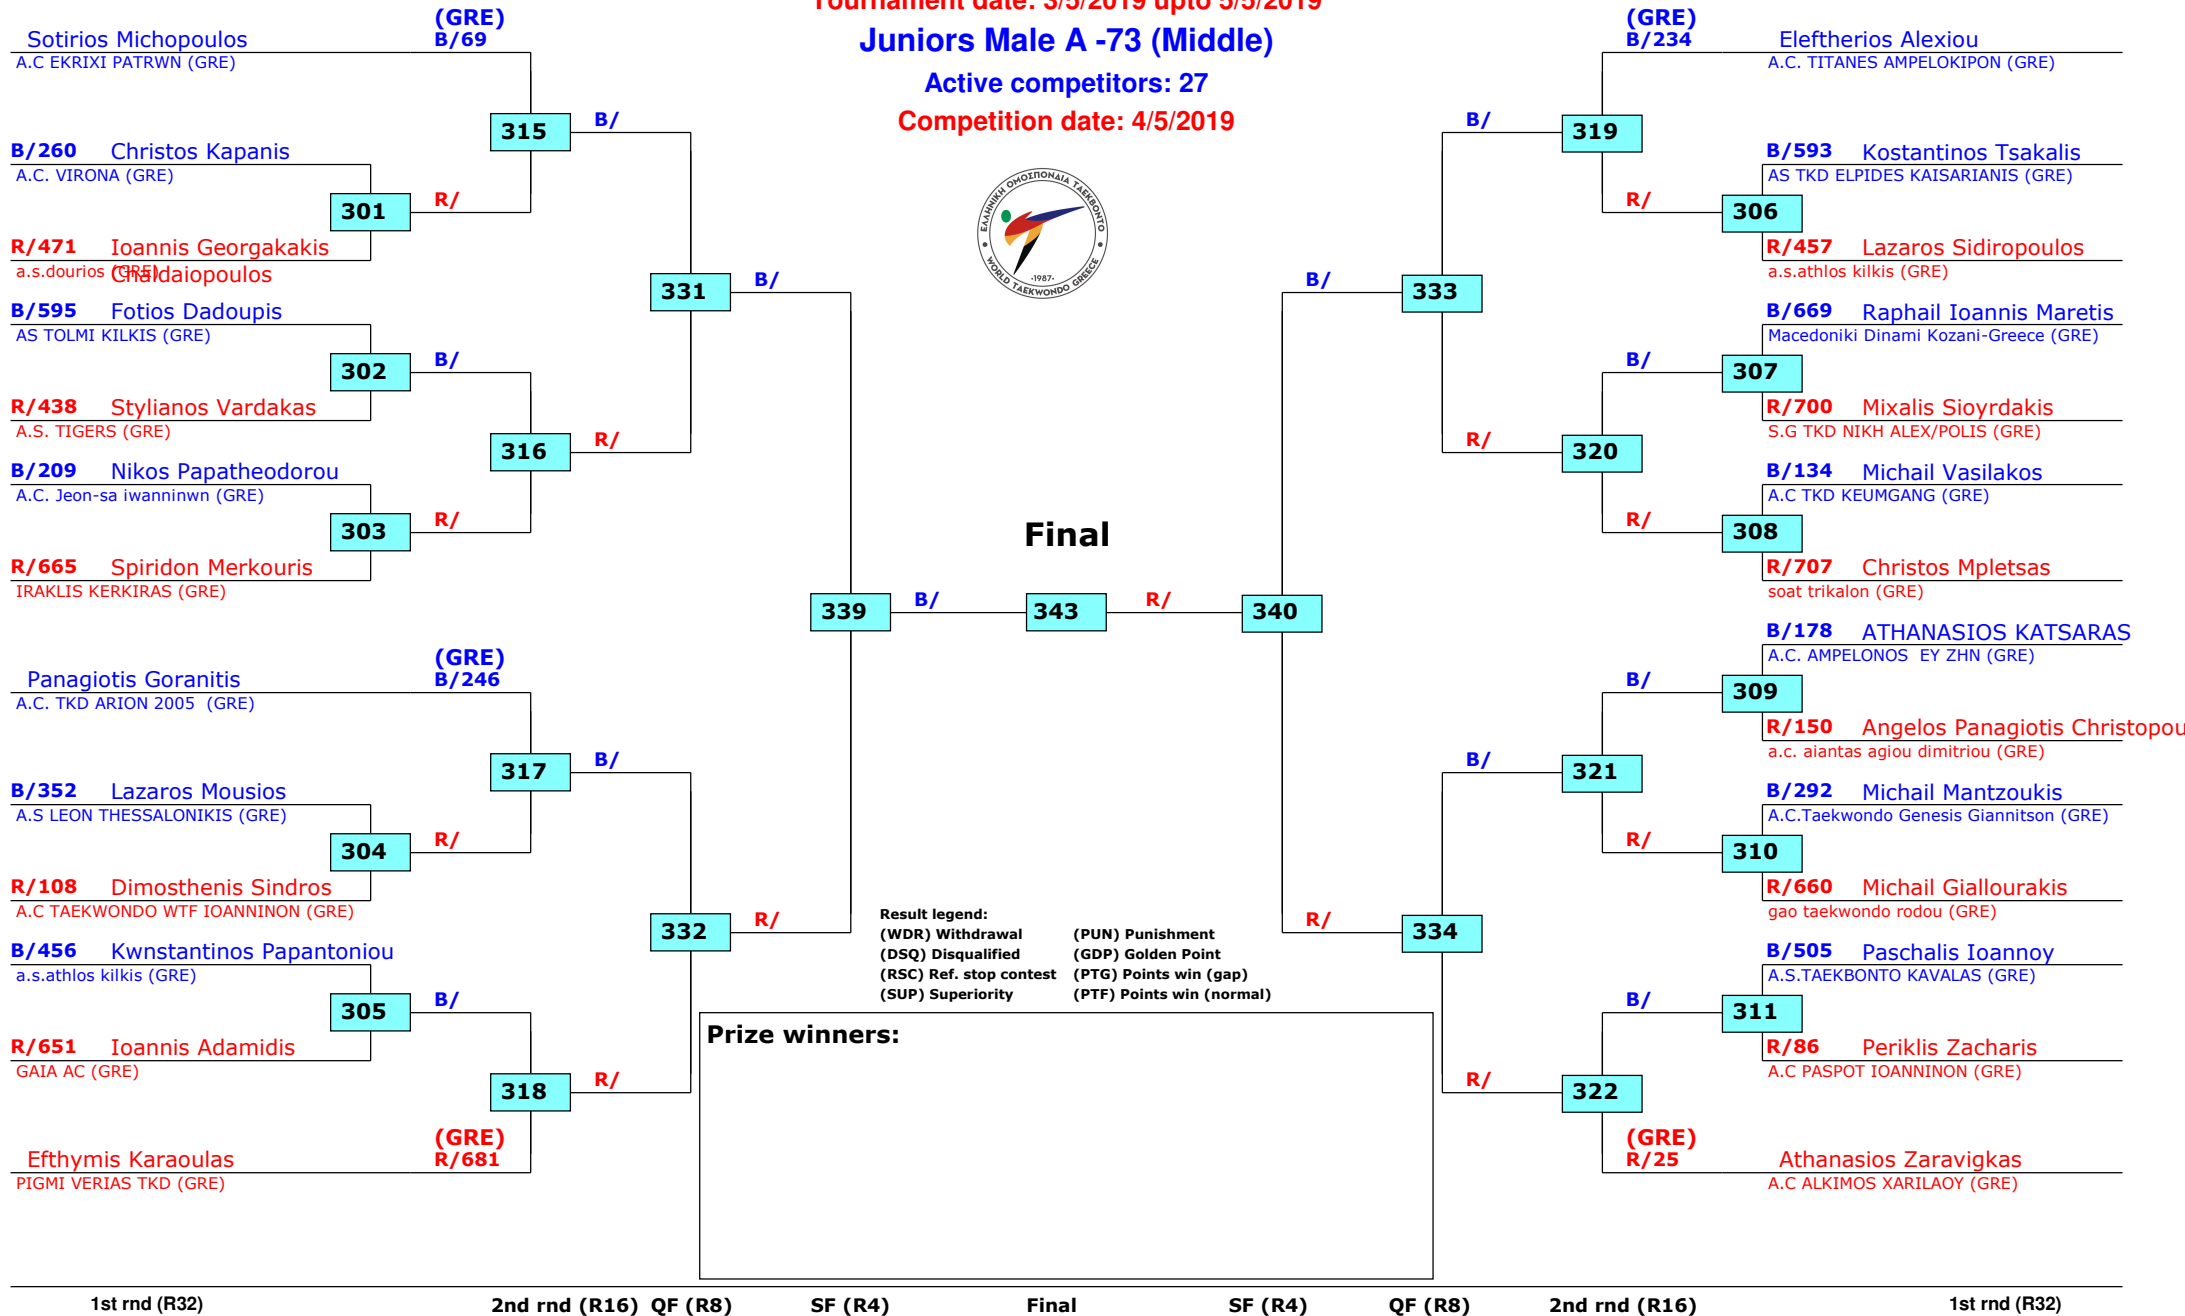 Tournament date: 3/5/2019 upto 5/5/2019
Juniors Male A -73 (Middle)
Active competitors: 27
Competition date: 4/5/2019
ΕΛΛΗΝΙΚΗ ΟΜΟΣΠΟΝΔΙΑ ΤΑΕΚΒΟΝΤΟ
·1987·
WORLD TAEKWONDO GREECE
(GRE)
Sotirios Michopoulos B/69
A.C EKRIXI PATRWN (GRE)
315
B/
B/260 Christos Kapanis
A.C. VIRONA (GRE)
301
R/
R/471 Ioannis Georgakakis
Chaldaiopoulos
a.s.dourios (GRE)
331
B/
B/595 Fotios Dadoupis
AS TOLMI KILKIS (GRE)
302
B/
R/438 Stylianos Vardakas
A.S. TIGERS (GRE)
316
R/
B/209 Nikos Papatheodorou
A.C. Jeon-sa iwanninwn (GRE)
303
R/
R/665 Spiridon Merkouris
IRAKLIS KERKIRAS (GRE)
339
B/
(GRE)
Panagiotis Goranitis B/246
A.C. TKD ARION 2005 (GRE)
317
B/
B/352 Lazaros Mousios
A.S LEON THESSALONIKIS (GRE)
304
R/
R/108 Dimosthenis Sindros
A.C TAEKWONDO WTF IOANNINON (GRE)
332
R/
B/456 Kwnstantinos Papantoniou
a.s.athlos kilkis (GRE)
305
B/
R/651 Ioannis Adamidis
GAIA AC (GRE)
318
R/
(GRE)
Efthymis Karaoulas R/681
PIGMI VERIAS TKD (GRE)
Final
343
R/
340
(GRE)
B/234 Eleftherios Alexiou
A.C. TITANES AMPELOKIPON (GRE)
B/
319
B/593 Kostantinos Tsakalis
AS TKD ELPIDES KAISARIANIS (GRE)
R/
306
R/457 Lazaros Sidiropoulos
a.s.athlos kilkis (GRE)
B/
333
B/669 Raphail Ioannis Maretis
Macedoniki Dinami Kozani-Greece (GRE)
B/
307
R/700 Mixalis Sioyrdakis
S.G TKD NIKH ALEX/POLIS (GRE)
R/
320
B/134 Michail Vasilakos
A.C TKD KEUMGANG (GRE)
R/
308
R/707 Christos Mpletsas
soat trikalon (GRE)
B/178 ATHANASIOS KATSARAS
A.C. AMPELONOS EY ZHN (GRE)
B/
309
R/150 Angelos Panagiotis Christopou
a.c. aiantas agiou dimitriou (GRE)
B/
321
B/292 Michail Mantzoukis
A.C.Taekwondo Genesis Giannitson (GRE)
R/
310
R/660 Michail Giallourakis
gao taekwondo rodou (GRE)
R/
334
B/505 Paschalis Ioannoy
A.S.TAEKBONTO KAVALAS (GRE)
B/
311
R/86 Periklis Zacharis
A.C PASPOT IOANNINON (GRE)
R/
322
(GRE)
R/25 Athanasios Zaravigkas
A.C ALKIMOS XARILAOY (GRE)
Result legend:
(WDR) Withdrawal (PUN) Punishment
(DSQ) Disqualified (GDP) Golden Point
(RSC) Ref. stop contest (PTG) Points win (gap)
(SUP) Superiority (PTF) Points win (normal)
Prize winners:
1st rnd (R32) 2nd rnd (R16) QF (R8) SF (R4) Final SF (R4) QF (R8) 2nd rnd (R16) 1st rnd (R32)